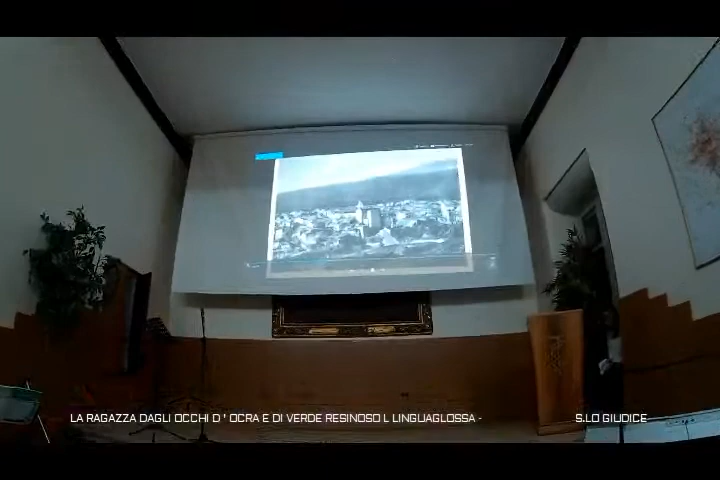 LA RAGAZZA DAGLI OCCHI D ' OCRA E DI VERDE RESINOSO L LINGUAGLOSSA - S.LO GIUDICE